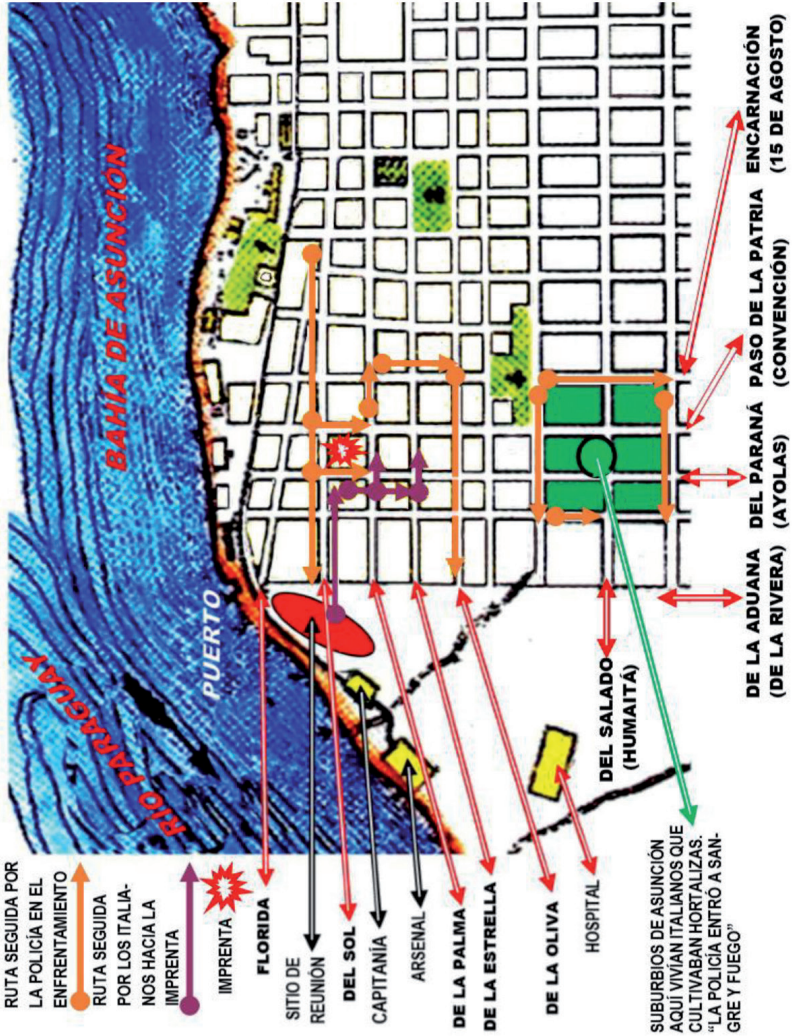 RÍO PARAGUAY
BAHÍA DE ASUNCIÓN
PUERTO
RUTA SEGUIDA POR
LA POLICÍA EN EL
ENFRENTAMIENTO
RUTA SEGUIDA
POR LOS ITALIA-
NOS HACIA LA
IMPRENTA
IMPRENTA
FLORIDA
SITIO DE
REUNIÓN
DEL SOL
CAPITANÍA
ARSENAL
DE LA PALMA
DE LA ESTRELLA
DE LA OLIVA
HOSPITAL
SUBURBIOS DE ASUNCIÓN
AQUÍ VIVÍAN ITALIANOS QUE
CULTIVABAN HORTALIZAS.
“LA POLICÍA ENTRÓ A SAN-
GRE Y FUEGO”
DEL SALADO
(HUMAITÁ)
DE LA ADUANA
(DE LA RIVERA)
DEL PARANÁ
(AYOLAS)
PASO DE LA PATRIA
(CONVENCIÓN)
ENCARNACIÓN
(15 DE AGOSTO)